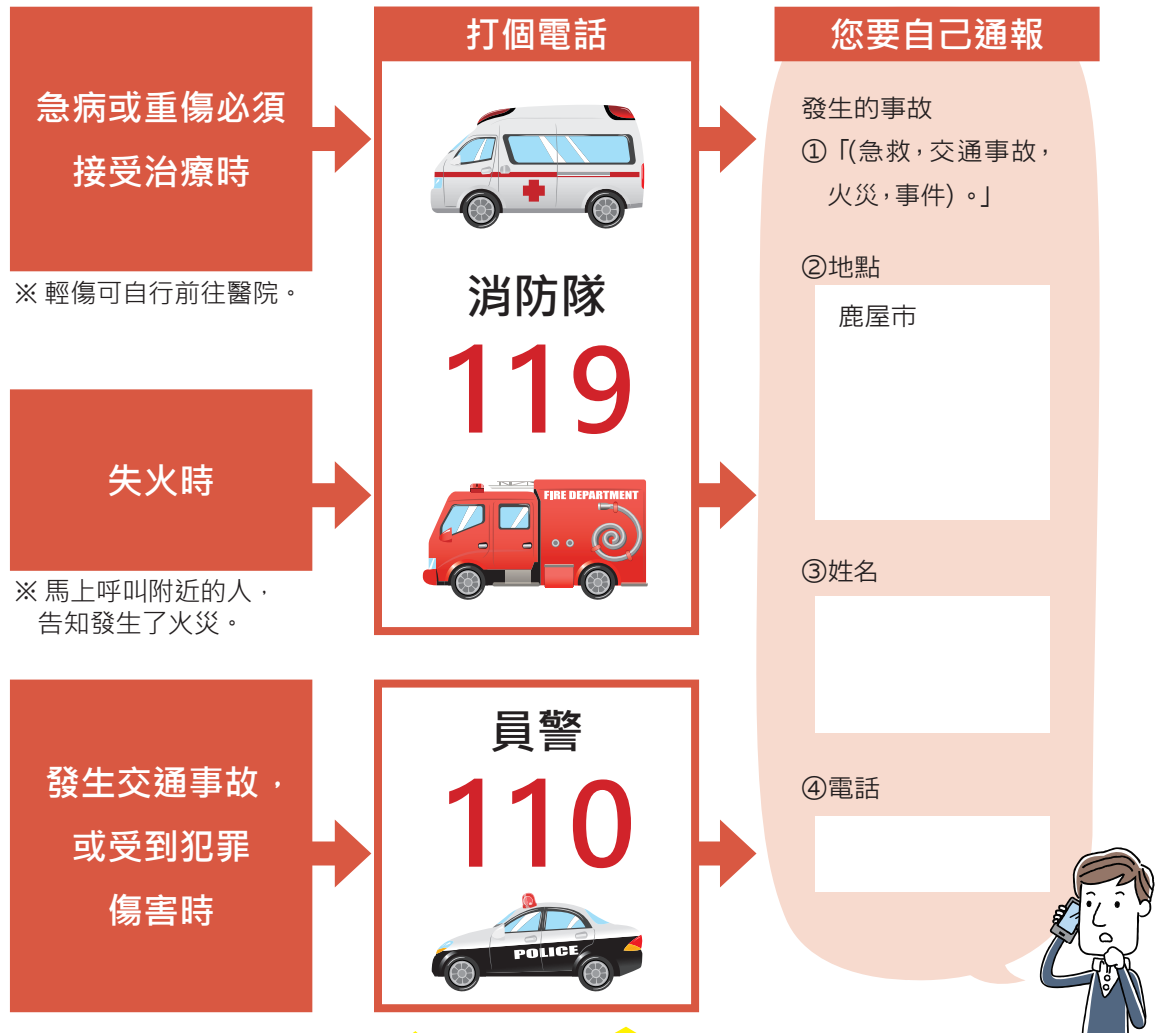 急病或重傷必須
接受治療時
※ 輕傷可自行前往醫院。
失火時
※ 馬上呼叫附近的人，
告知發生了火災。
發生交通事故，
或受到犯罪
傷害時
打個電話
消防隊
119
FIRE DEPARTMENT
員警
110
POLICE
您要自己通報
發生的事故
①「(急救，交通事故，
火災，事件）。」
②地點
鹿屋市
③姓名
④電話